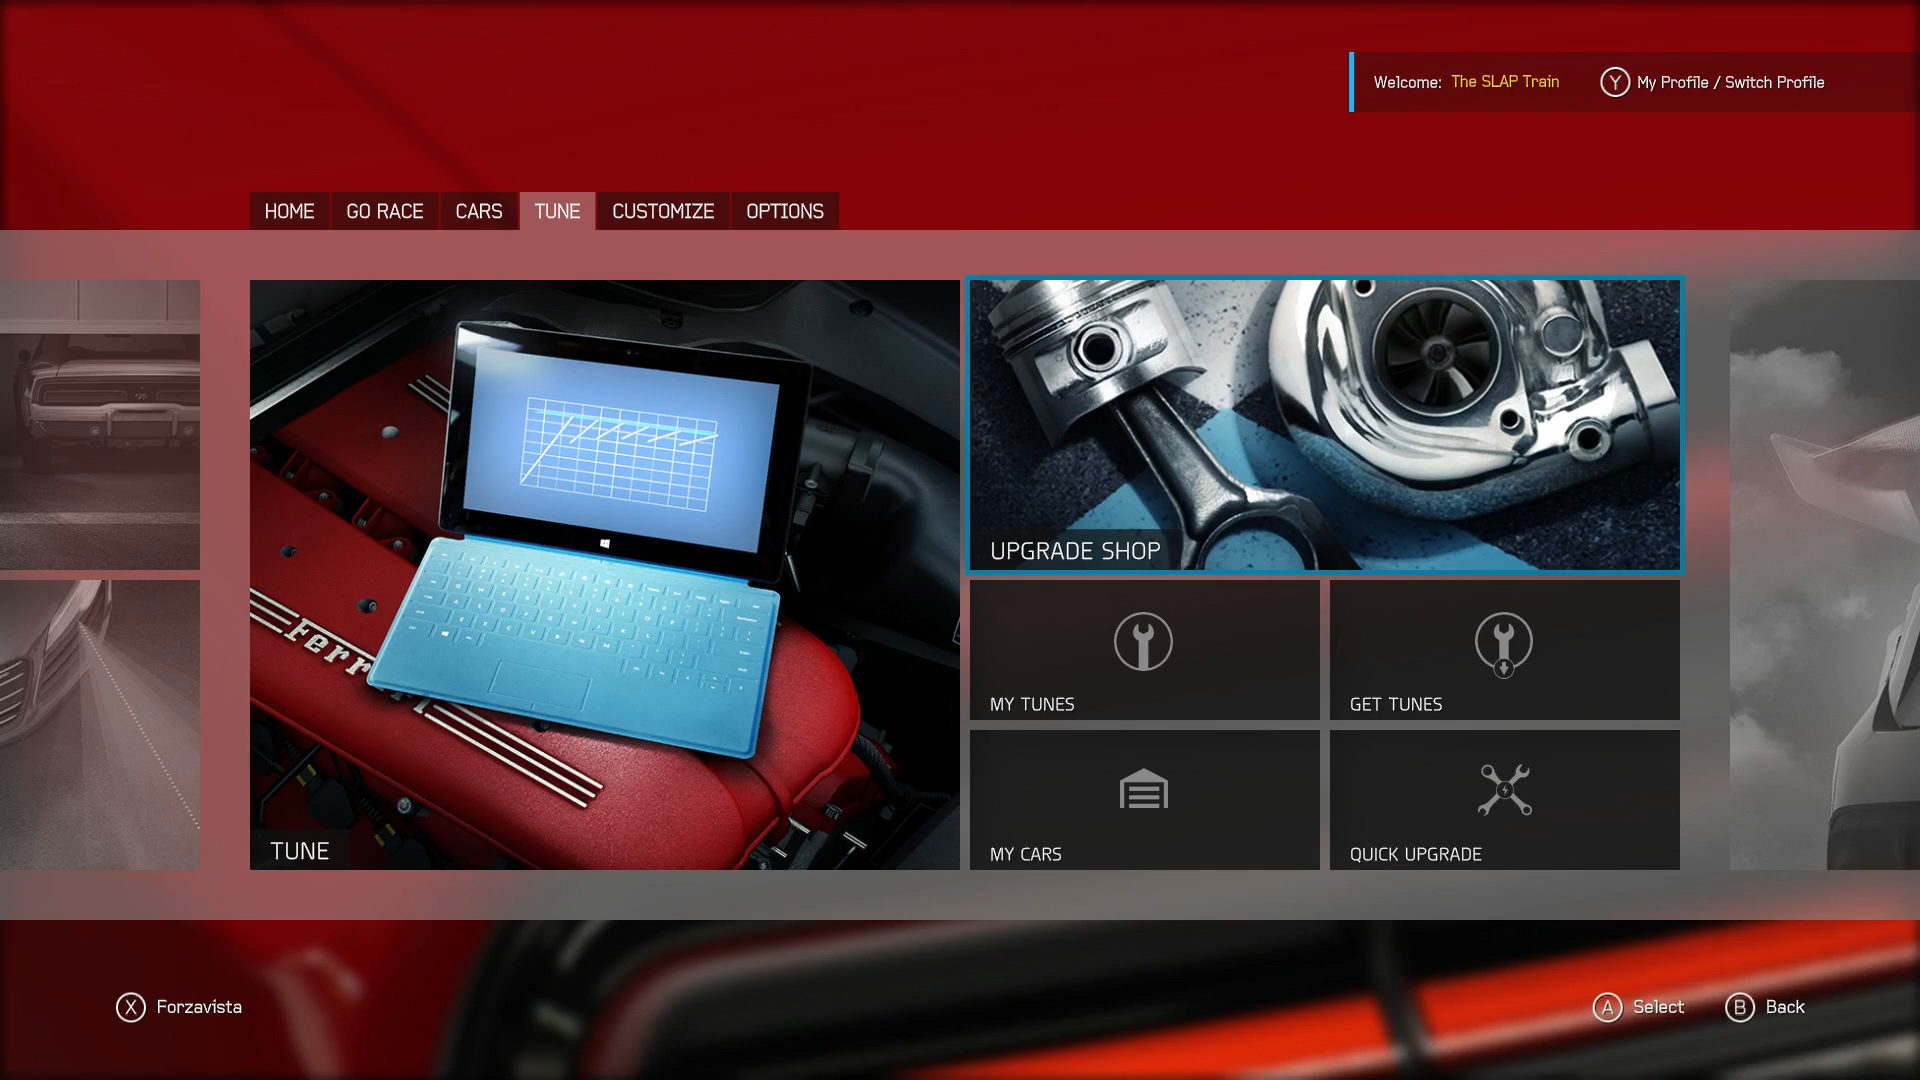 Welcome: The SLAP Train
Y My Profile / Switch Profile
HOME
GO RACE
CARS
TUNE
CUSTOMIZE
OPTIONS
TUNE
UPGRADE SHOP
MY TUNES
GET TUNES
MY CARS
QUICK UPGRADE
X Forzavista
A Select
B Back